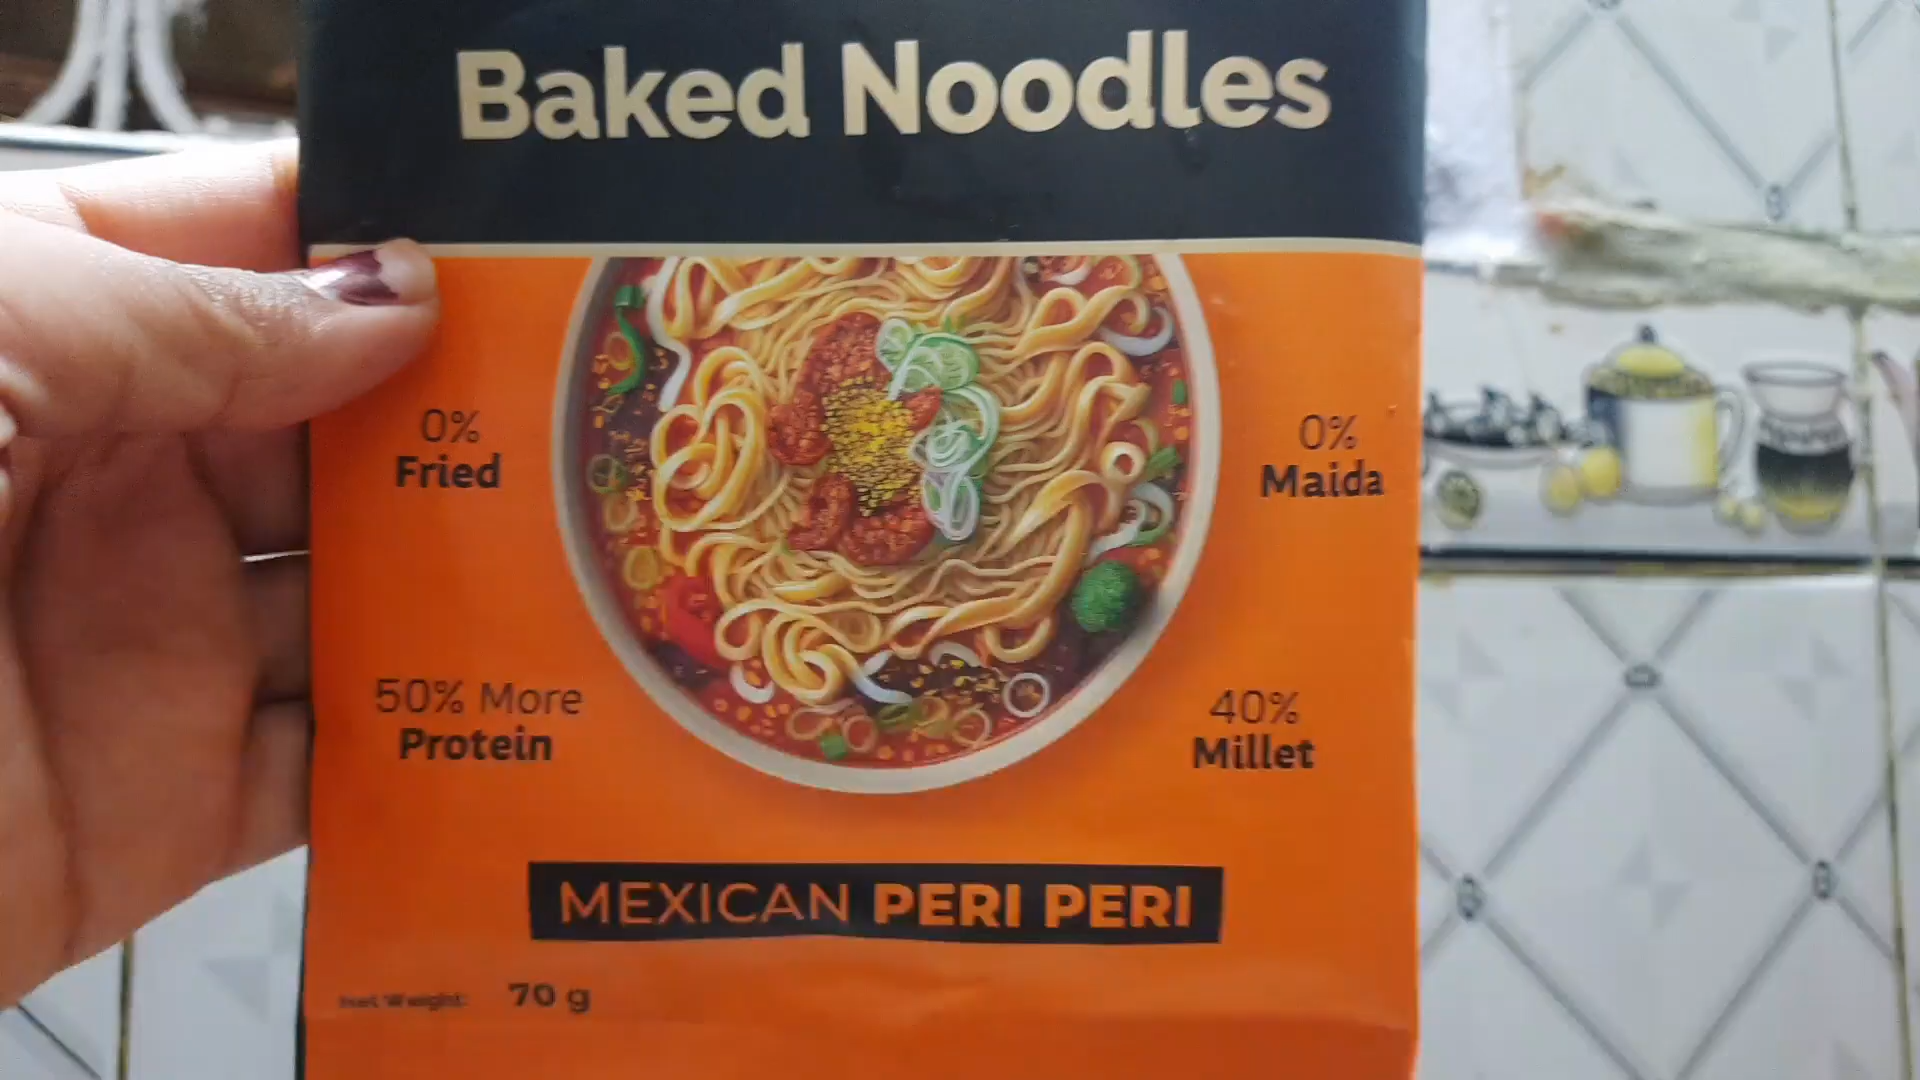 Baked Noodles
0%
Fried
0%
Maida
50% More
Protein
40%
Millet
MEXICAN PERI PERI
Net Weight: 70 g